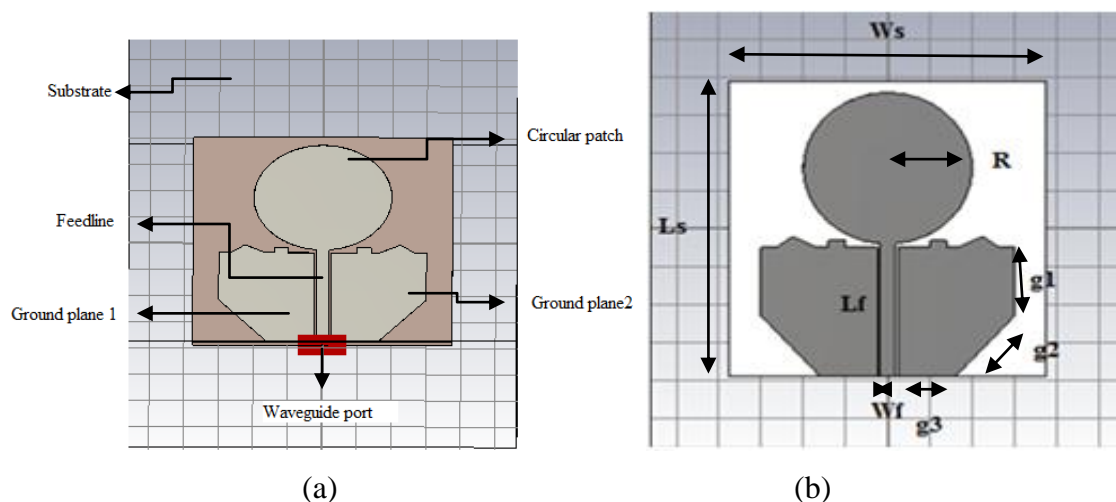 Substrate
Circular patch
Feedline
Ground plane 1
Ground plane2
Waveguide port
(a)
Ws
R
Ls
g1
Lf
g2
Wf
g3
(b)